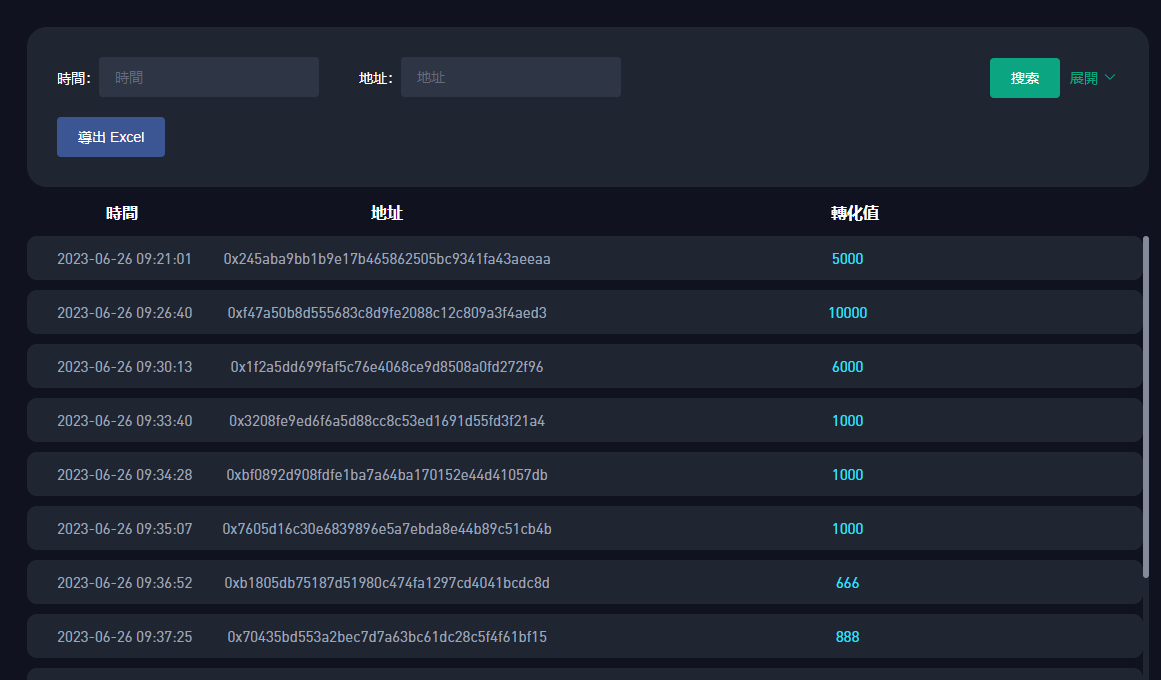 時間： 時間 地址： 地址 搜索 展開
導出 Excel
時間 地址 轉化值
2023-06-26 09:21:01 0x245aba9bb1b9e17b465862505bc9341fa43aeeaa 5000
2023-06-26 09:26:40 0xf47a50b8d555683c8d9fe2088c12c809a3f4aed3 10000
2023-06-26 09:30:13 0x1f2a5dd699faf5c76e4068ce9d8508a0fd272f96 6000
2023-06-26 09:33:40 0x3208fe9ed6f6a5d88cc8c53ed1691d55fd3f21a4 1000
2023-06-26 09:34:28 0xbf0892d908fdfe1ba7a64ba170152e44d41057db 1000
2023-06-26 09:35:07 0x7605d16c30e6839896e5a7ebda8e44b89c51cb4b 1000
2023-06-26 09:36:52 0xb1805db75187d51980c474fa1297cd4041bcdc8d 666
2023-06-26 09:37:25 0x70435bd553a2bec7d7a63bc61dc28c5f4f61bf15 888